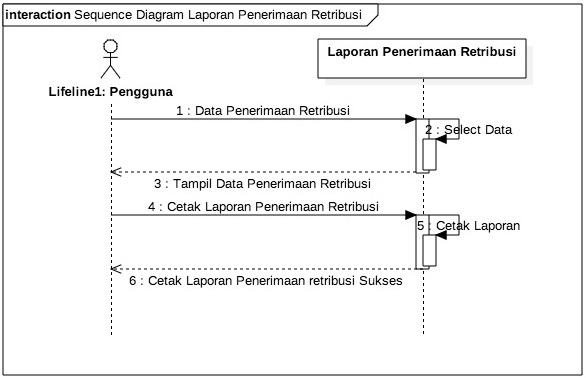 interaction Sequence Diagram Laporan Penerimaan Retribusi
Laporan Penerimaan Retribusi
Lifeline1: Pengguna
1 : Data Penerimaan Retribusi
2 : Select Data
3 : Tampil Data Penerimaan Retribusi
4 : Cetak Laporan Penerimaan Retribusi
5 : Cetak Laporan
6 : Cetak Laporan Penerimaan retribusi Sukses